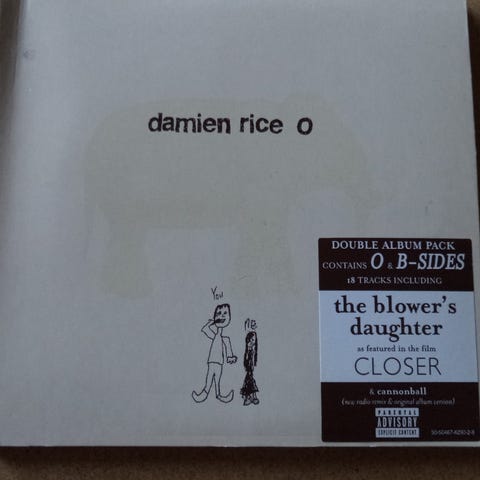 damien rice O
DOUBLE ALBUM PACK
CONTAINS O & B-SIDES
18 TRACKS INCLUDING
the blower's
daughter
as featured in the film
CLOSER
& cannonball
(new radio remix & original album version)
PARENTAL
ADVISORY
EXPLICIT CONTENT
You
ME